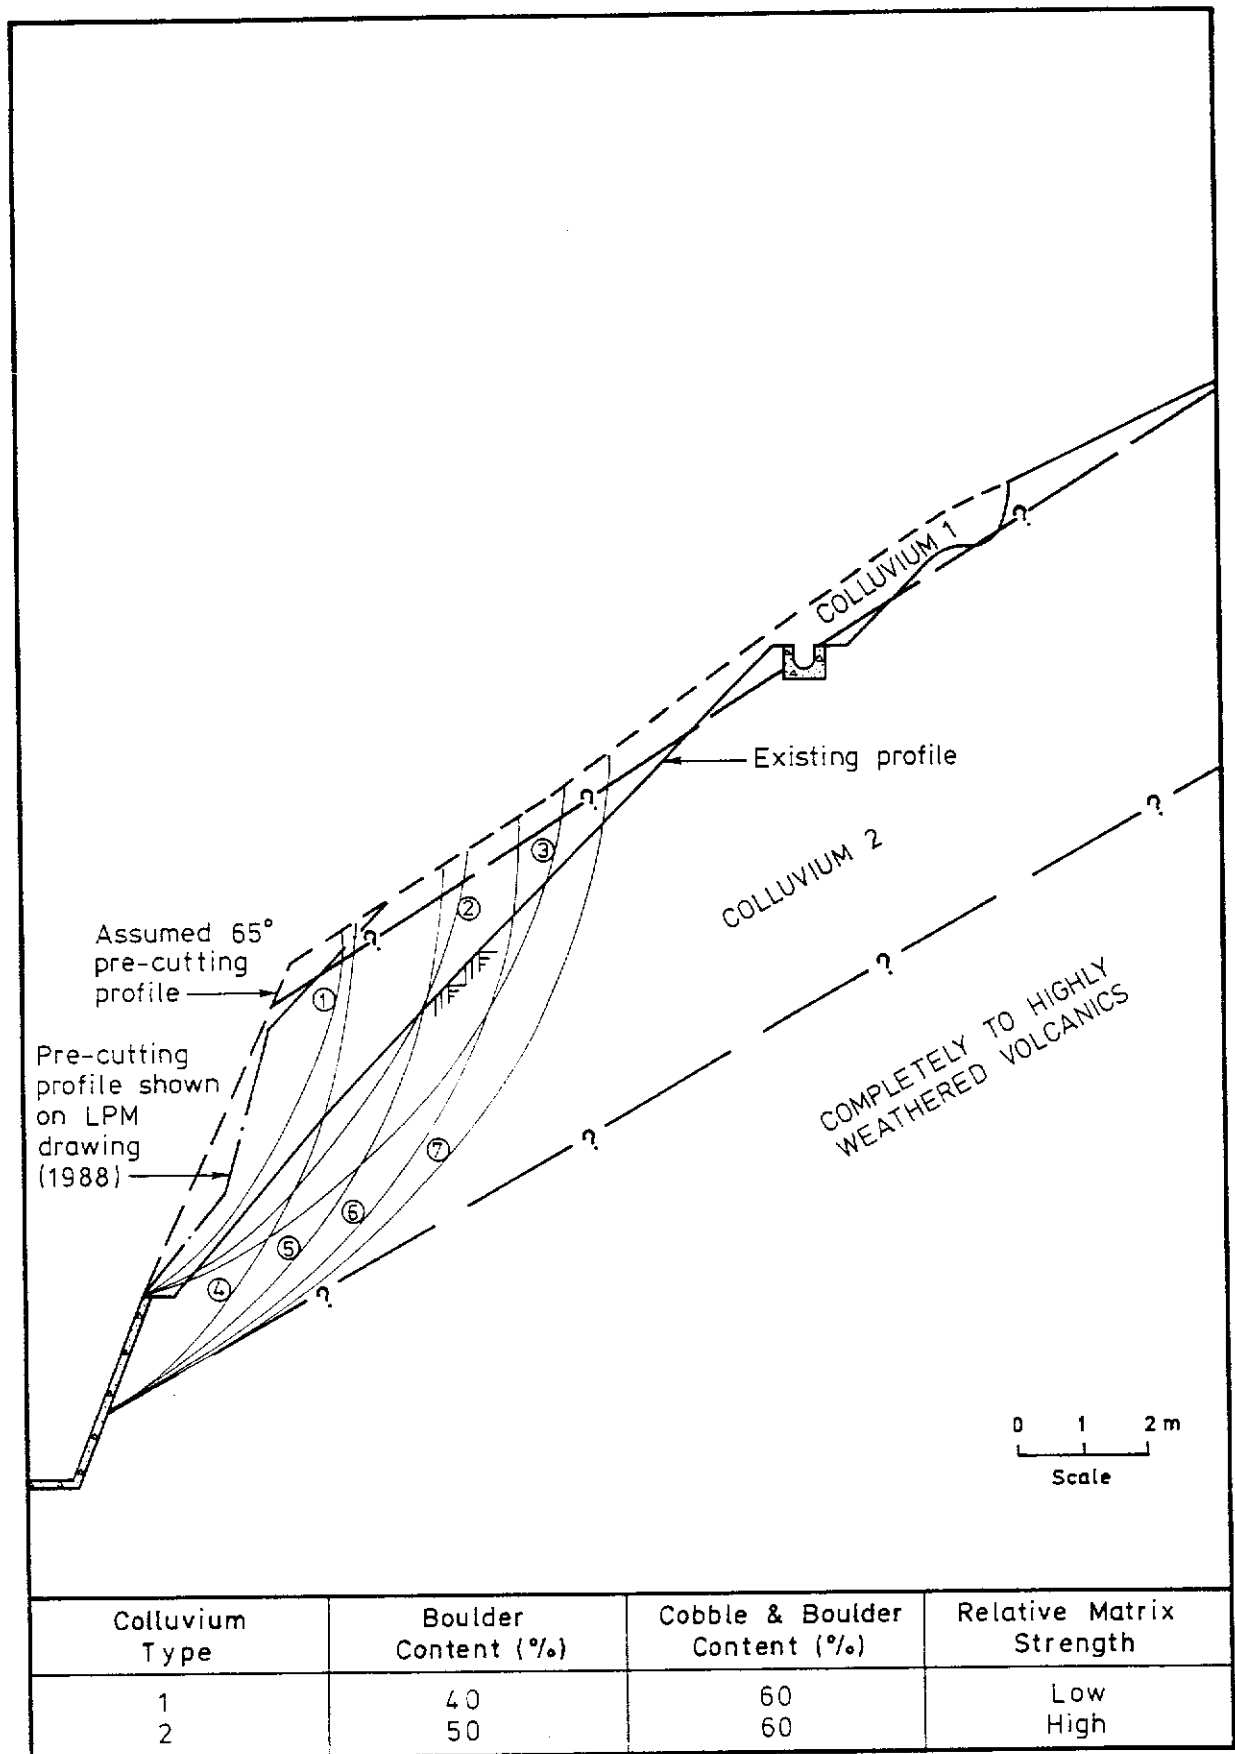 COLLUVIUM 1
?
Existing profile
?
?
COLLUVIUM 2
③
②
Assumed 65°
pre-cutting
profile
?
?
①
F
F
COMPLETELY TO HIGHLY
WEATHERED VOLCANICS
Pre-cutting
profile shown
on LPM
drawing
(1988)
?
⑦
⑥
⑤
④
?
0 1 2 m
Scale
Colluvium Type
Boulder Content (%)
Cobble & Boulder Content (%)
Relative Matrix Strength
1 40 60 Low
2 50 60 High